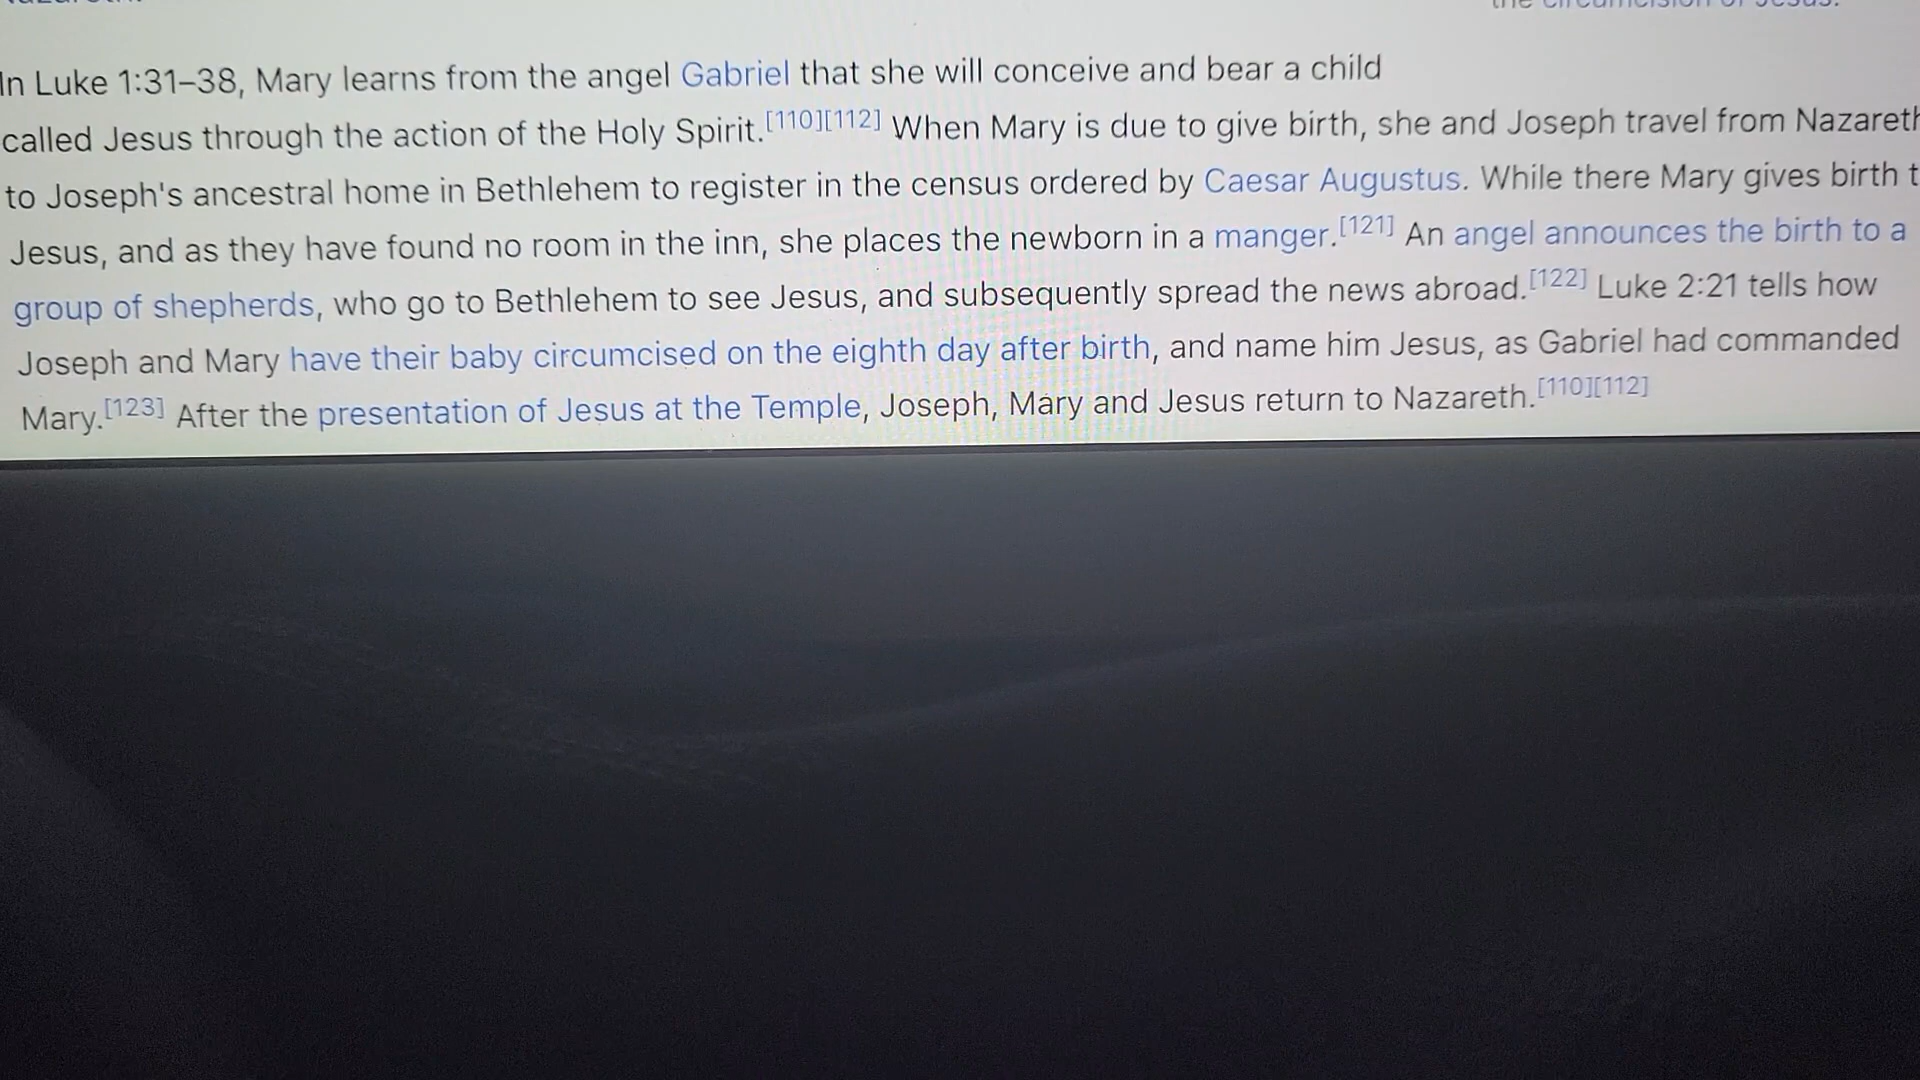 the circumcision of Jesus.
In Luke 1:31–38, Mary learns from the angel Gabriel that she will conceive and bear a child
called Jesus through the action of the Holy Spirit.[110][112] When Mary is due to give birth, she and Joseph travel from Nazareth
to Joseph's ancestral home in Bethlehem to register in the census ordered by Caesar Augustus. While there Mary gives birth
Jesus, and as they have found no room in the inn, she places the newborn in a manger.[121] An angel announces the birth to a
group of shepherds, who go to Bethlehem to see Jesus, and subsequently spread the news abroad.[122] Luke 2:21 tells how
Joseph and Mary have their baby circumcised on the eighth day after birth, and name him Jesus, as Gabriel had commanded
Mary.[123] After the presentation of Jesus at the Temple, Joseph, Mary and Jesus return to Nazareth.[110][112]